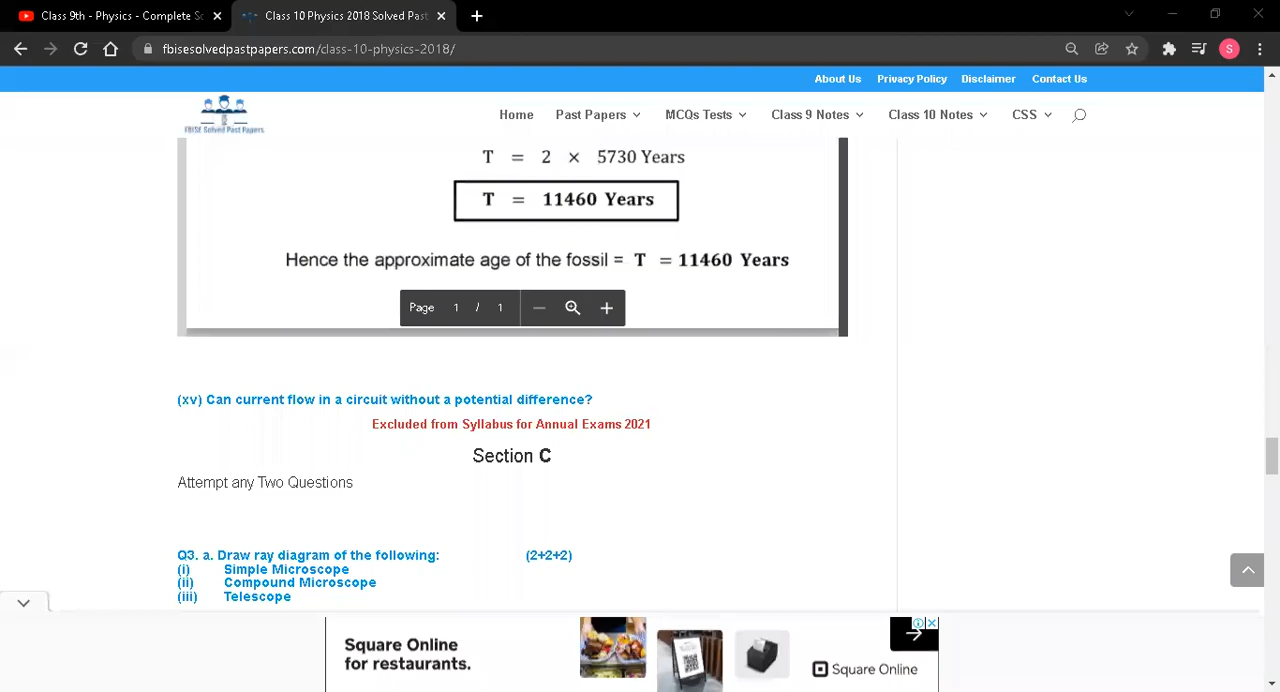 Class 9th - Physics - Complete Sc
Class 10 Physics 2018 Solved Past
fbisesolvedpastpapers.com/class-10-physics-2018/
S
About Us Privacy Policy Disclaimer Contact Us
FBISE Solved Past Papers
Home Past Papers MCQs Tests Class 9 Notes Class 10 Notes CSS
T = 2 × 5730 Years
T = 11460 Years
Hence the approximate age of the fossil = T = 11460 Years
Page 1 / 1
(xv) Can current flow in a circuit without a potential difference?
Excluded from Syllabus for Annual Exams 2021
Section C
Attempt any Two Questions
Q3. a. Draw ray diagram of the following: (2+2+2)
(i) Simple Microscope
(ii) Compound Microscope
(iii) Telescope
Square Online
for restaurants.
Square Online